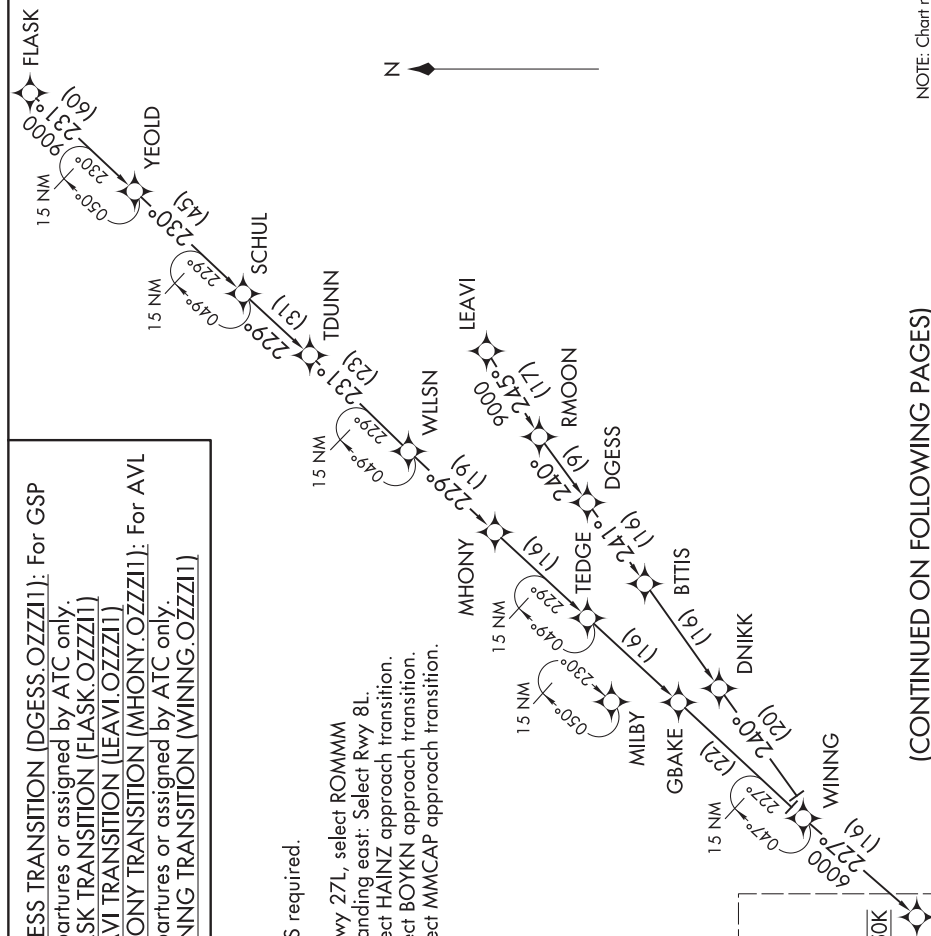 FLASK
9000
231°
(60)
YEOLD
230°
050°
15 NM
230°
(45)
SCHUL
229°
049°
15 NM
229°
(31)
TDUNN
231°
(23)
WLLSN
229°
049°
15 NM
229°
(19)
MHONY
(16)
TEDGE
229°
049°
15 NM
(16)
GBAKE
(22)
MILBY
230°
050°
15 NM
LEAVI
9000
245°
(17)
RMOON
240°
(9)
DGESS
241°
(16)
BTTIS
(16)
DNIKK
240°
(20)
WINNG
227°
047°
15 NM
6000
227°
(16)
0K
N
NOTE: Chart
(CONTINUED ON FOLLOWING PAGES)
ESS TRANSITION (DGESS.OZZZI1): For GSP
partures or assigned by ATC only.
SK TRANSITION (FLASK.OZZZI1)
VI TRANSITION (LEAVI.OZZZI1)
ONY TRANSITION (MHONY.OZZZI1): For AVL
partures or assigned by ATC only.
NNG TRANSITION (WINNG.OZZZI1)
S required.
wy 27L, select ROMMM
anding east: Select Rwy 8L.
ect HAINZ approach transition.
ect BOYKN approach transition.
ect MMCAP approach transition.